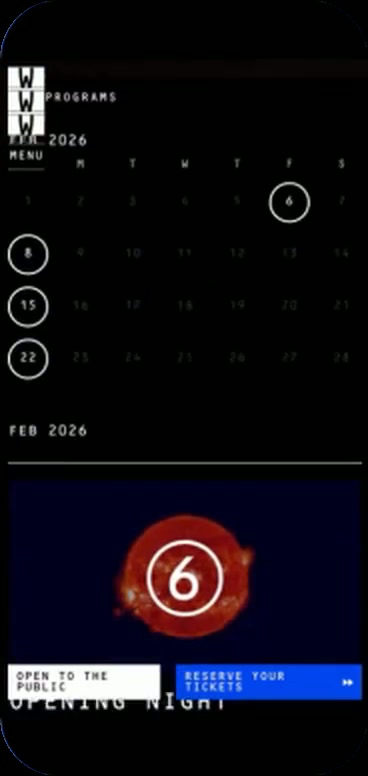 W
W
W
PROGRAMS
FEB 2026
MENU
M T W T F S
1 2 3 4 5 6 7
8 9 10 11 12 13 14
15 16 17 18 19 20 21
22 23 24 25 26 27 28
FEB 2026
6
OPEN TO THE
PUBLIC
RESERVE YOUR
TICKETS
OPENING NIGHT